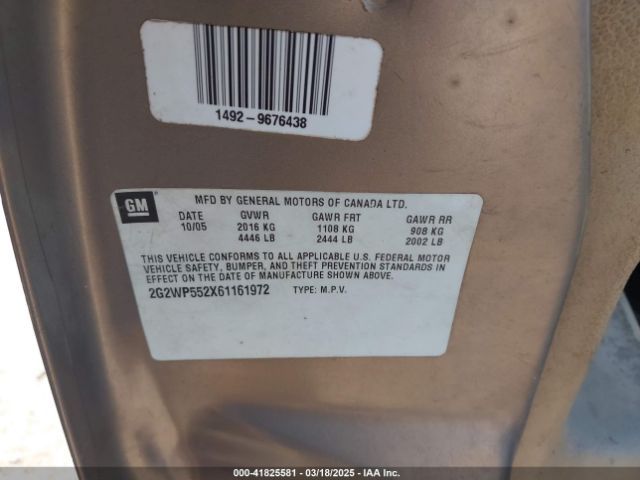 1492-9676438
GM
MFD BY GENERAL MOTORS OF CANADA LTD.
DATE GVWR GAWR FRT GAWR RR
10/05 2016 KG 1108 KG 908 KG
4446 LB 2444 LB 2002 LB
THIS VEHICLE CONFORMS TO ALL APPLICABLE U.S. FEDERAL MOTOR
VEHICLE SAFETY, BUMPER, AND THEFT PREVENTION STANDARDS IN
EFFECT ON THE DATE OF MANUFACTURE SHOWN ABOVE.
2G2WP552X61161972 TYPE: M.P.V.
000-41825581 | 03/18/2025 | IAA Inc.